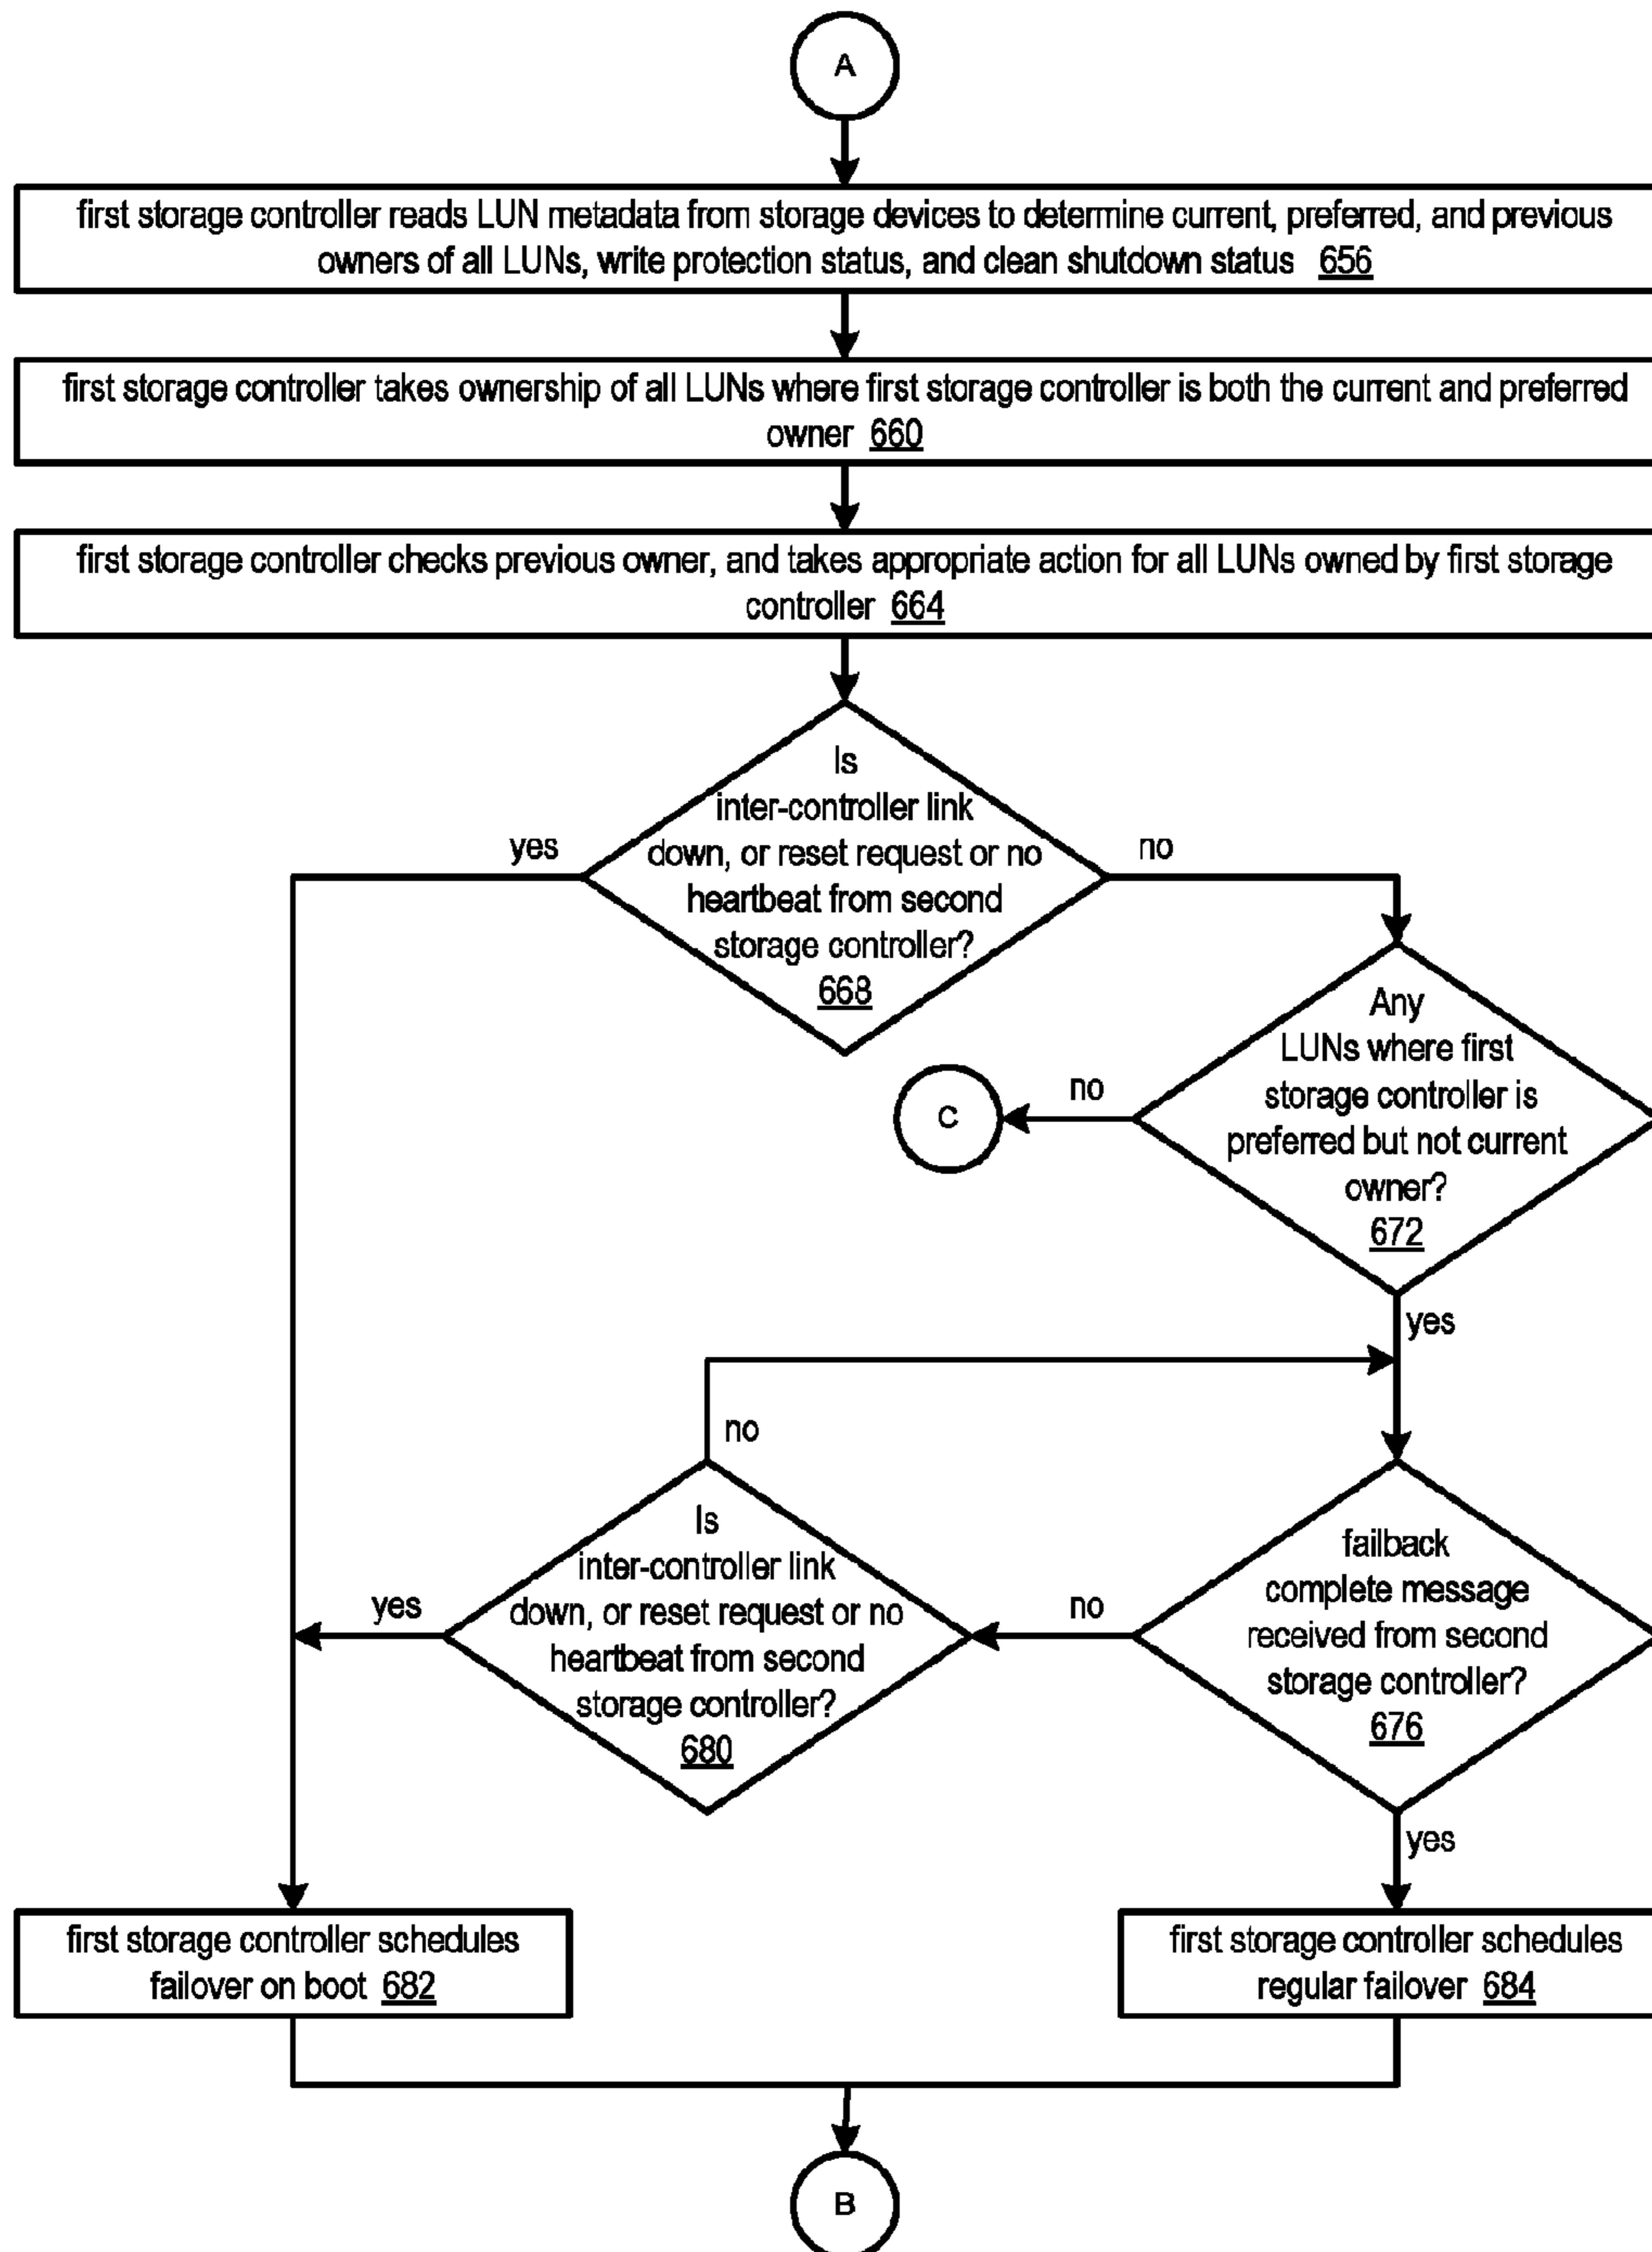 A
first storage controller reads LUN metadata from storage devices to determine current, preferred, and previous
owners of all LUNs, write protection status, and clean shutdown status 656
first storage controller takes ownership of all LUNs where first storage controller is both the current and preferred
owner 660
first storage controller checks previous owner, and takes appropriate action for all LUNs owned by first storage
controller 664
Is
inter-controller link
down, or reset request or no
heartbeat from second
storage controller?
668
yes
no
Any
LUNs where first
storage controller is
preferred but not current
owner?
672
no
C
yes
no
Is
inter-controller link
down, or reset request or no
heartbeat from second
storage controller?
680
yes
no
failback
complete message
received from second
storage controller?
676
yes
first storage controller schedules
failover on boot 682
first storage controller schedules
regular failover 684
B